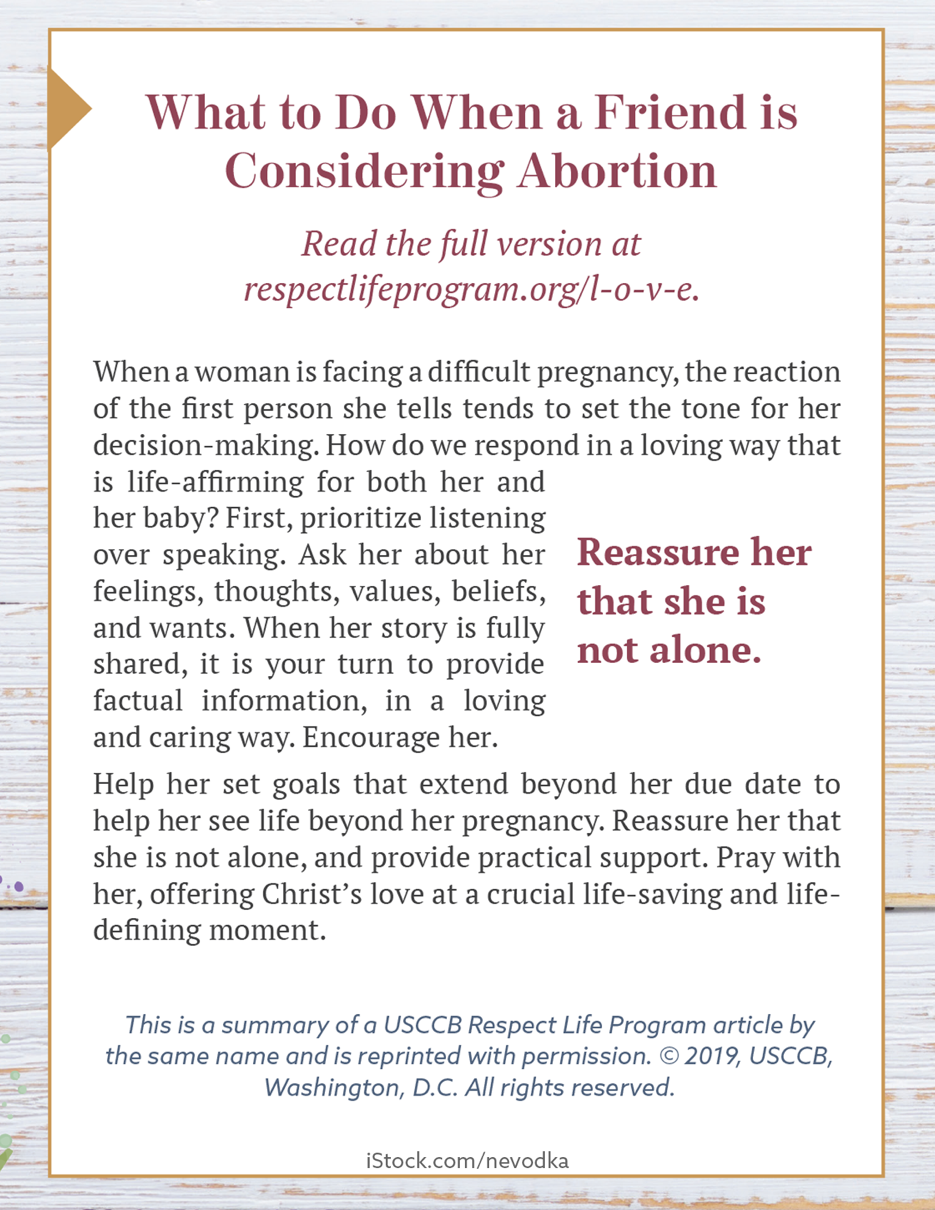 What to Do When a Friend is
Considering Abortion
Read the full version at
respectlifeprogram.org/l-o-v-e.
When a woman is facing a difficult pregnancy, the reaction
of the first person she tells tends to set the tone for her
decision-making. How do we respond in a loving way that
is life-affirming for both her and
her baby? First, prioritize listening
over speaking. Ask her about her
feelings, thoughts, values, beliefs,
and wants. When her story is fully
shared, it is your turn to provide
factual information, in a loving
and caring way. Encourage her.
Reassure her
that she is
not alone.
Help her set goals that extend beyond her due date to
help her see life beyond her pregnancy. Reassure her that
she is not alone, and provide practical support. Pray with
her, offering Christ’s love at a crucial life-saving and life-
defining moment.
This is a summary of a USCCB Respect Life Program article by
the same name and is reprinted with permission. © 2019, USCCB,
Washington, D.C. All rights reserved.
iStock.com/nevodka